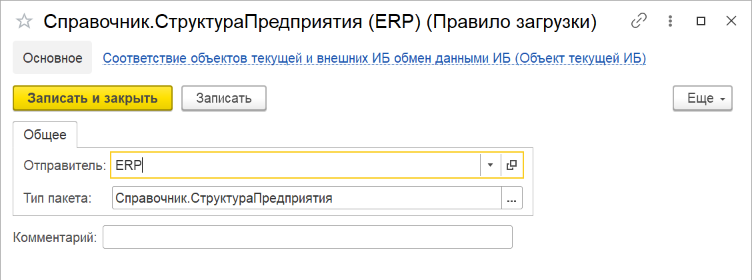 Справочник.СтруктураПредприятия (ERP) (Правило загрузки)
Основное Соответствие объектов текущей и внешних ИБ обмен данными ИБ (Объект текущей ИБ)
Записать и закрыть Записать Еще
Общее
Отправитель: ERP
Тип пакета: Справочник.СтруктураПредприятия ...
Комментарий: